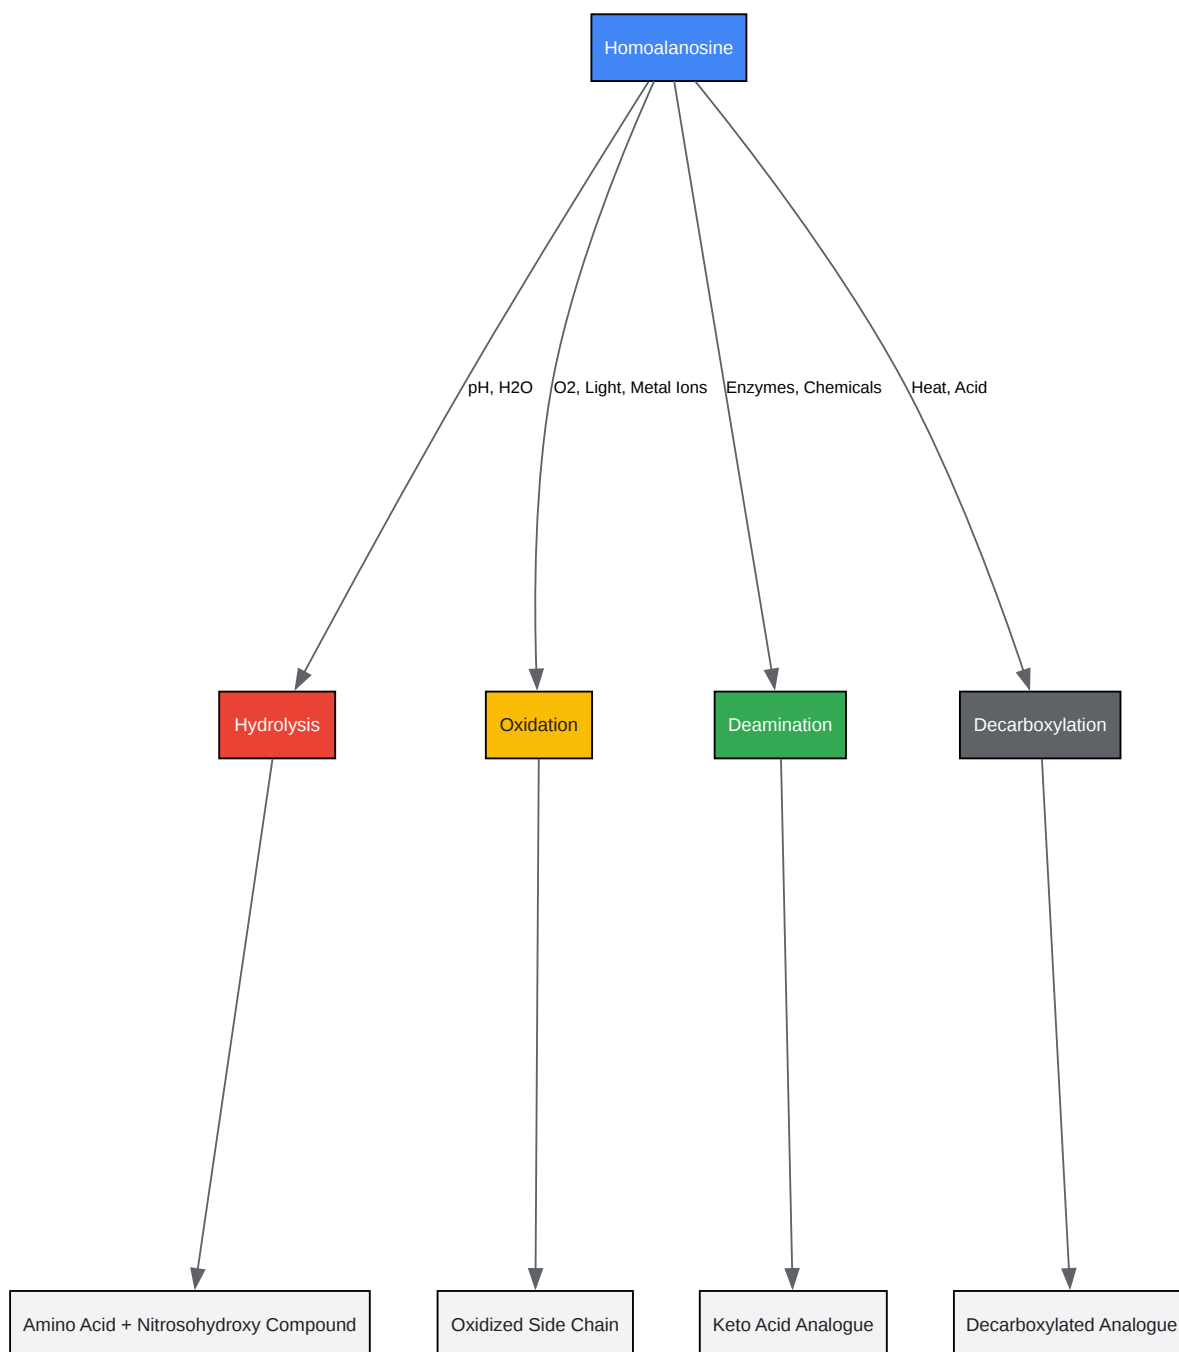 Homoalanosine
pH, H2O
O2, Light, Metal Ions
Enzymes, Chemicals
Heat, Acid
Hydrolysis
Oxidation
Deamination
Decarboxylation
Amino Acid + Nitrosohydroxy Compound
Oxidized Side Chain
Keto Acid Analogue
Decarboxylated Analogue